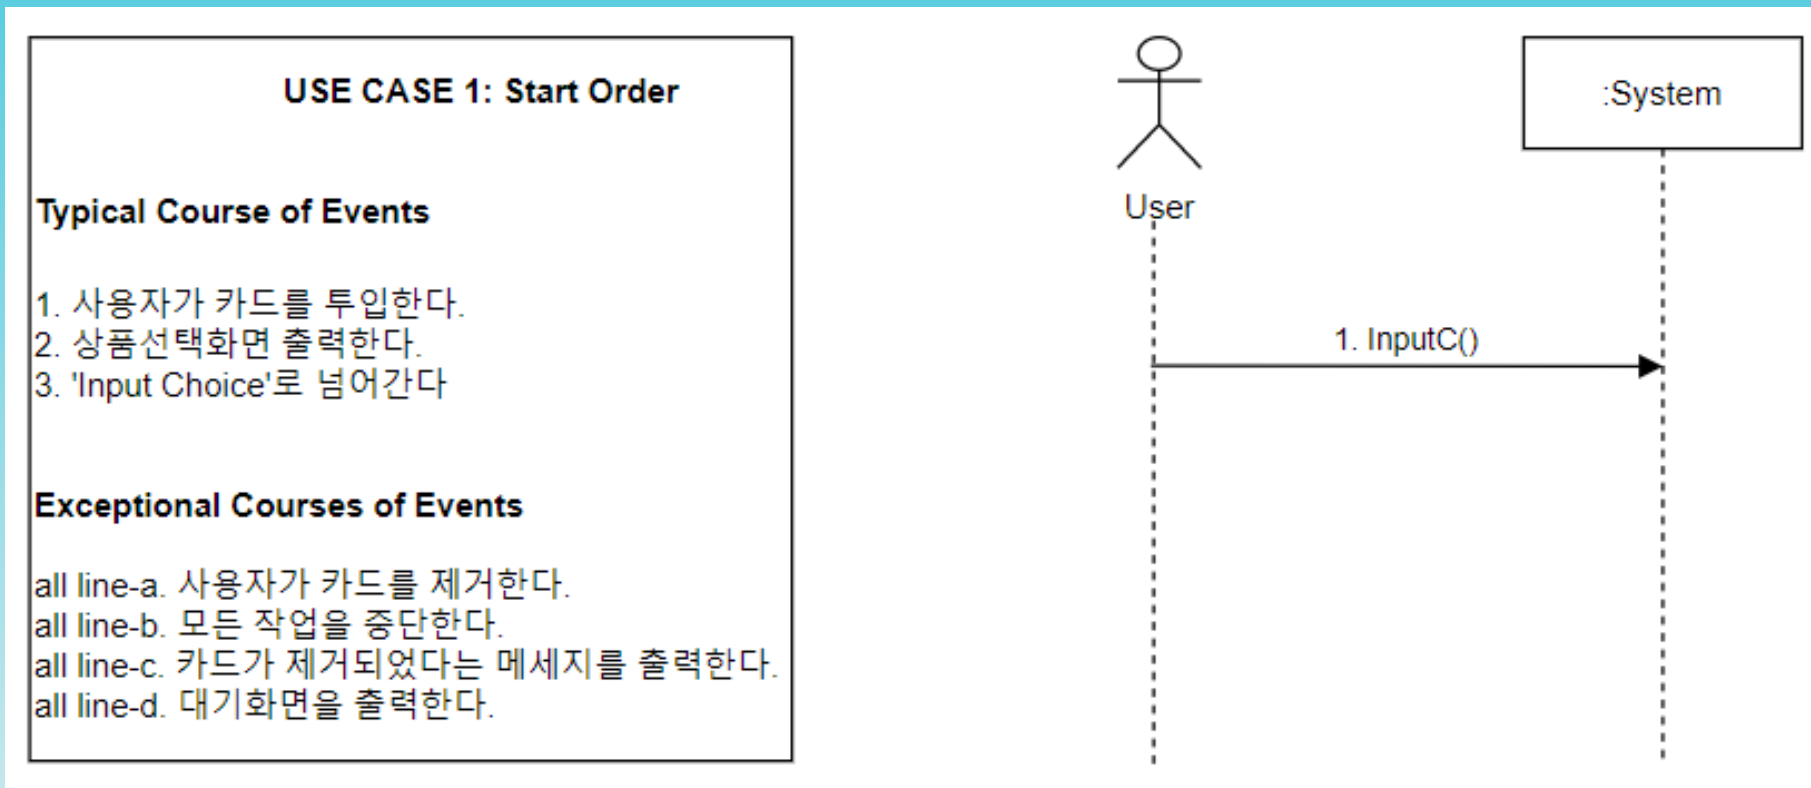 USE CASE 1: Start Order
Typical Course of Events
1. 사용자가 카드를 투입한다.
2. 상품선택화면 출력한다.
3. 'Input Choice'로 넘어간다
Exceptional Courses of Events
all line-a. 사용자가 카드를 제거한다.
all line-b. 모든 작업을 중단한다.
all line-c. 카드가 제거되었다는 메세지를 출력한다.
all line-d. 대기화면을 출력한다.
User
:System
1. InputC()